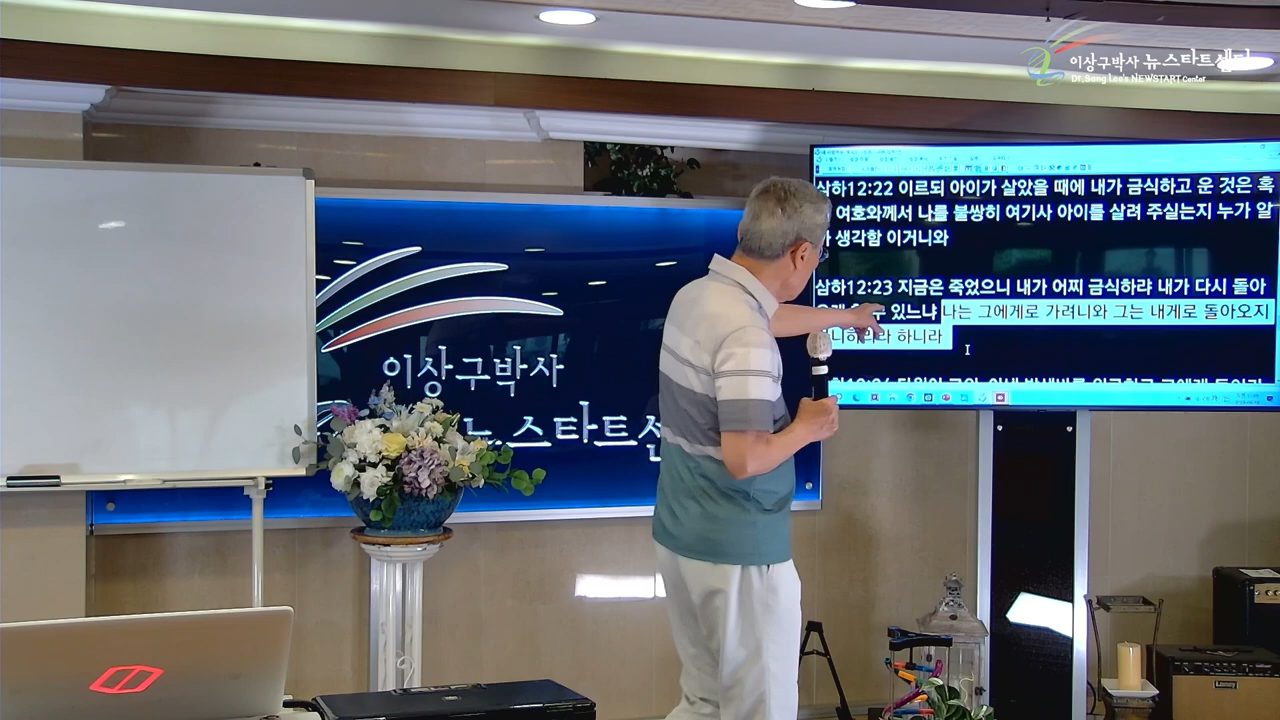 이상구박사 뉴스타트센터
Dr. Sang Lee's NEWSTART Center
삼하12:22 이르되 아이가 살았을 때에 내가 금식하고 운 것은 혹
여호와께서 나를 불쌍히 여기사 아이를 살려 주실는지 누가 알
생각함 이거니와
삼하12:23 지금은 죽었으니 내가 어찌 금식하랴 내가 다시 돌아
있느냐 나는 그에게로 가려니와 그는 내게로 돌아오지
하니라
이상구박사
뉴스타트센
Laney